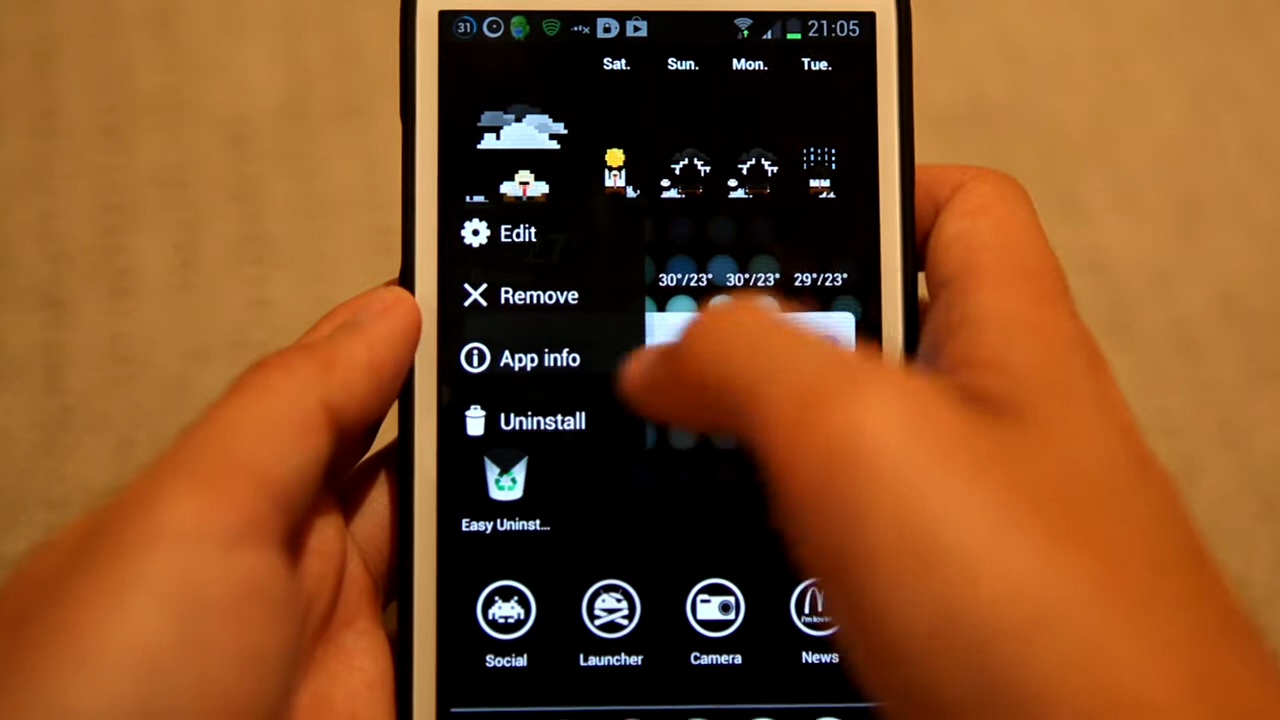 31 21:05
Sat. Sun. Mon. Tue.
Edit
30°/23° 30°/23° 29°/23°
Remove
App info
Uninstall
Easy Uninst...
Social Launcher Camera News